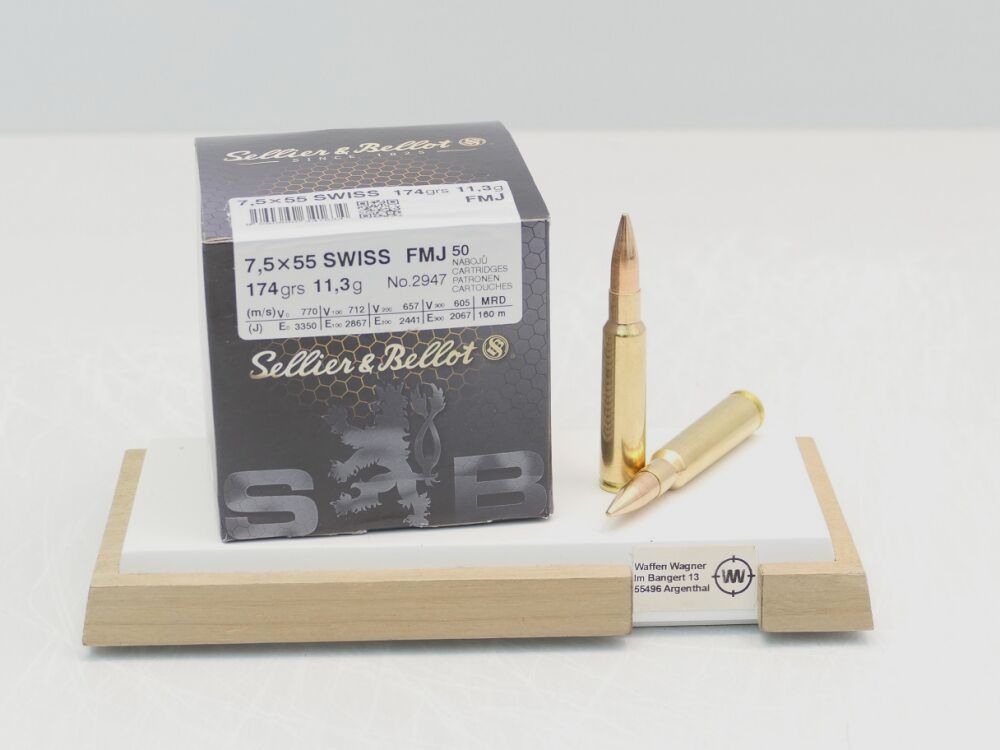 Sellier & Bellot
SINCE 1825
7,5×55 SWISS 174grs 11,3g
FMJ
7,5×55 SWISS FMJ 50
NÁBOJŮ
CARTRIDGES
PATRONEN
CARTOUCHES
174grs 11,3g No.2947
(m/s) V0 770 V100 712 V200 657 V300 605 MRD
(J) E0 3350 E100 2867 E200 2441 E300 2067 160 m
Sellier & Bellot
S B
Waffen Wagner
Im Bangert 13
55496 Argenthal
WW